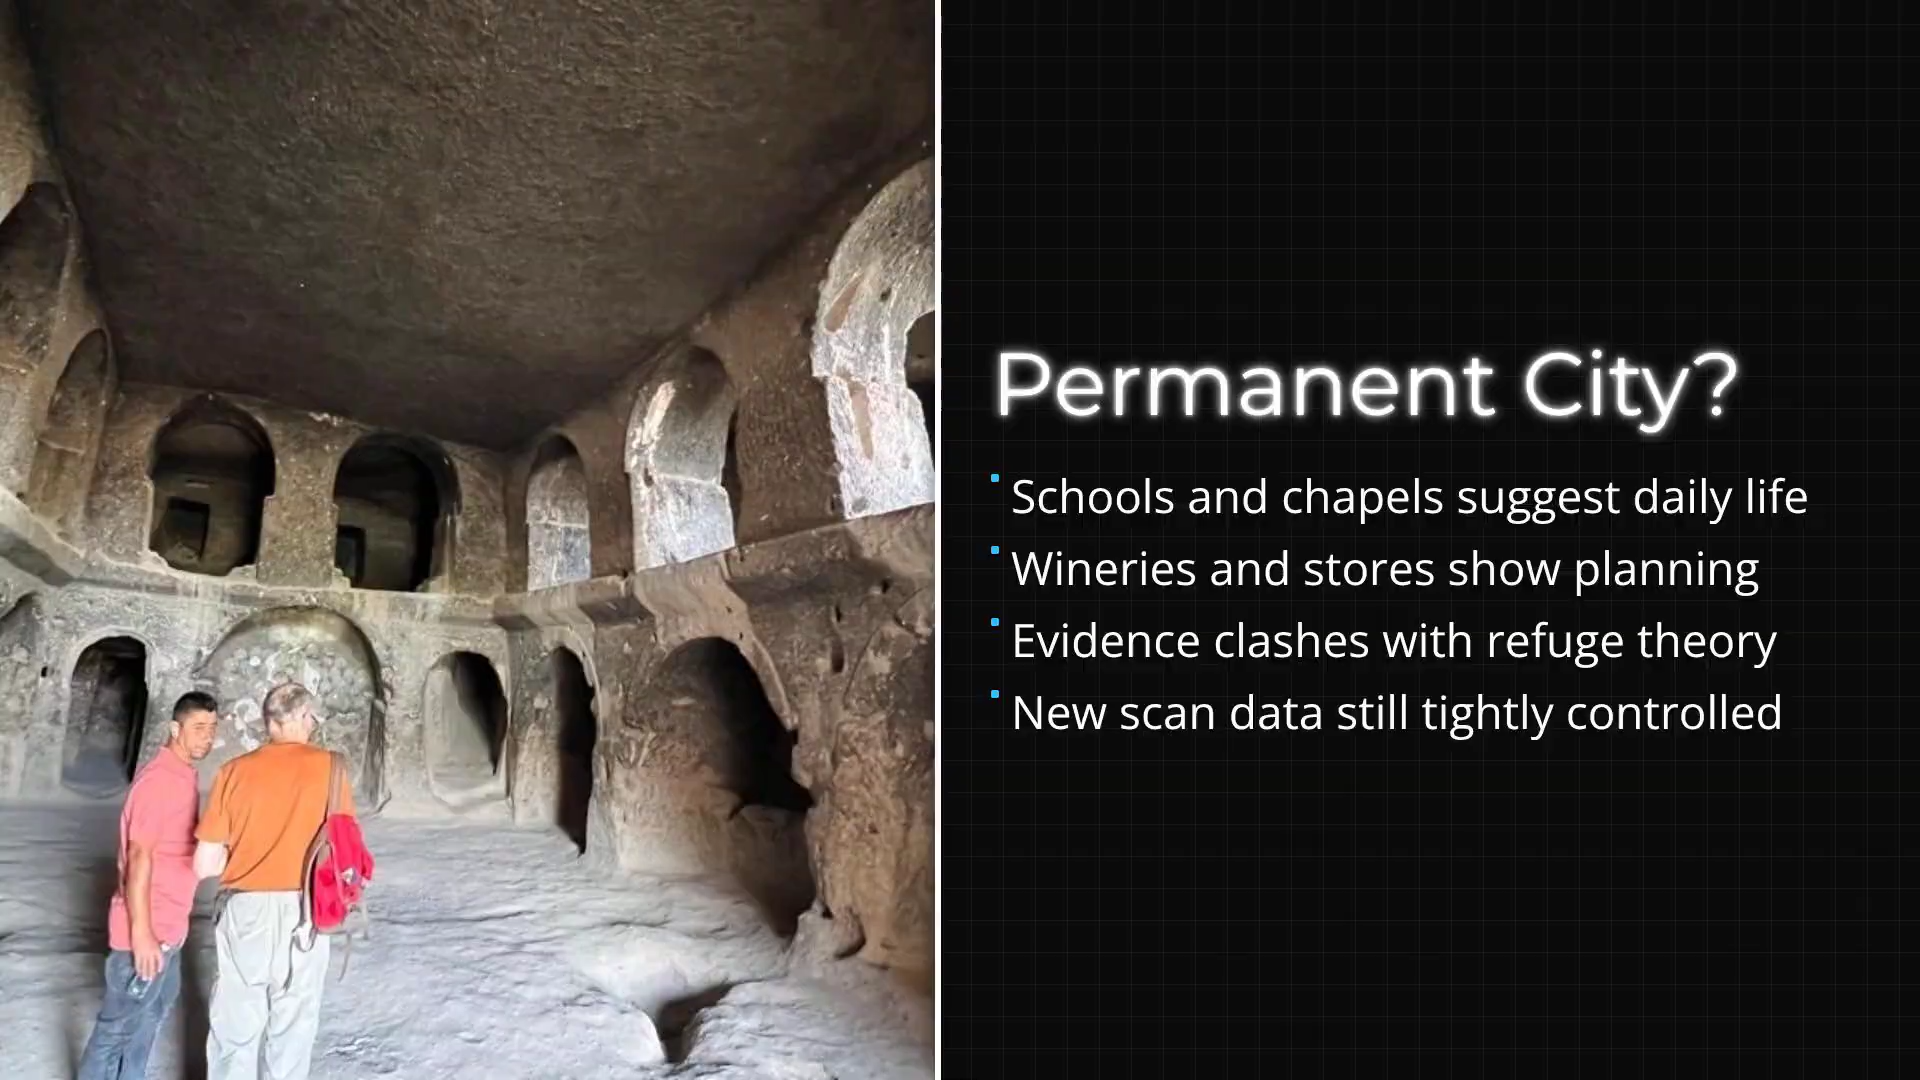 Permanent City?
Schools and chapels suggest daily life
Wineries and stores show planning
Evidence clashes with refuge theory
New scan data still tightly controlled